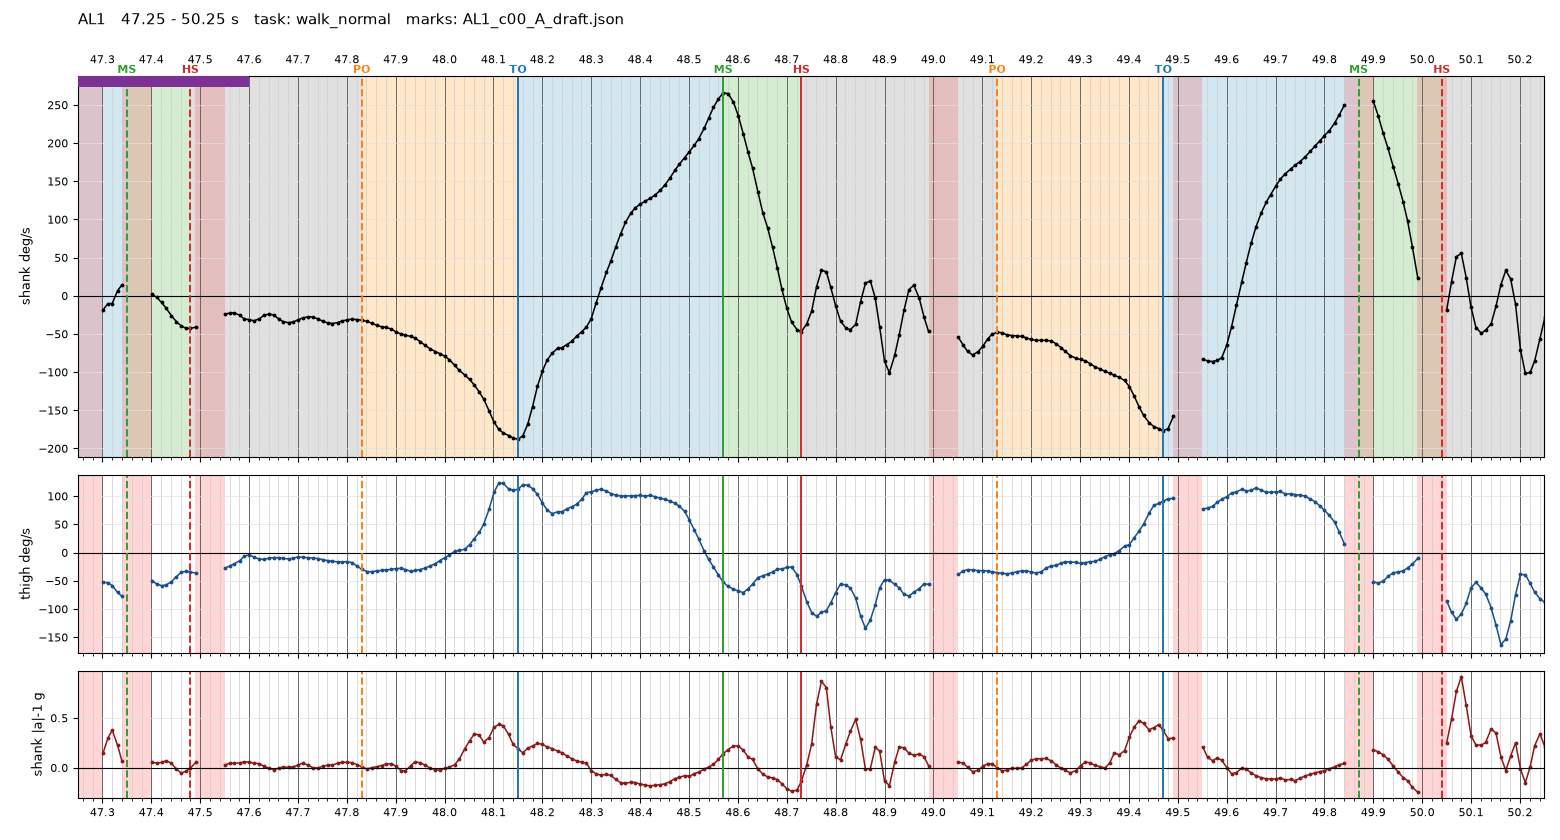 AL1   47.25 - 50.25 s   task: walk_normal   marks: AL1_c00_A_draft.json
47.3 47.4 47.5 47.6 47.7 47.8 47.9 48.0 48.1 48.2 48.3 48.4 48.5 48.6 48.7 48.8 48.9 49.0 49.1 49.2 49.3 49.4 49.5 49.6 49.7 49.8 49.9 50.0 50.1 50.2
MS HS PO TO MS HS PO TO MS HS
250
200
150
100
50
0
−50
−100
−150
−200
shank deg/s
100
50
0
−50
−100
−150
thigh deg/s
0.5
0.0
shank |a|-1 g
47.3 47.4 47.5 47.6 47.7 47.8 47.9 48.0 48.1 48.2 48.3 48.4 48.5 48.6 48.7 48.8 48.9 49.0 49.1 49.2 49.3 49.4 49.5 49.6 49.7 49.8 49.9 50.0 50.1 50.2